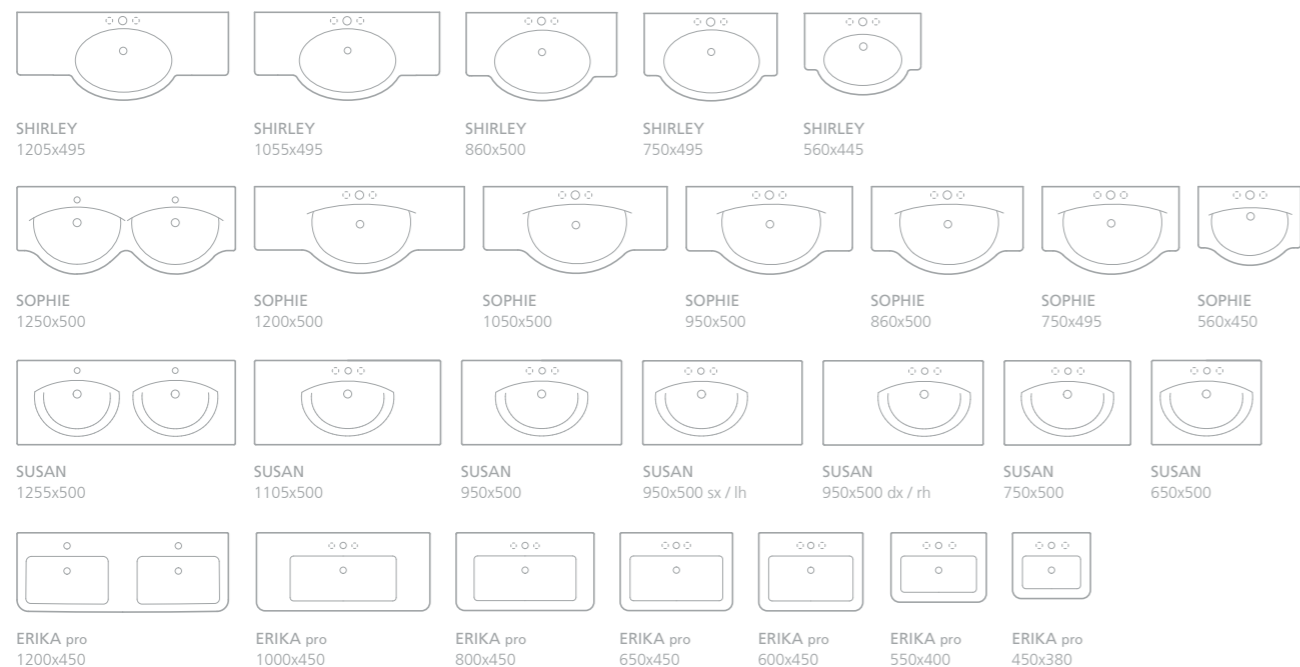 SHIRLEY
1205x495
SHIRLEY
1055x495
SHIRLEY
860x500
SHIRLEY
750x495
SHIRLEY
560x445
SOPHIE
1250x500
SOPHIE
1200x500
SOPHIE
1050x500
SOPHIE
950x500
SOPHIE
860x500
SOPHIE
750x495
SOPHIE
560x450
SUSAN
1255x500
SUSAN
1105x500
SUSAN
950x500
SUSAN
950x500 sx / lh
SUSAN
950x500 dx / rh
SUSAN
750x500
SUSAN
650x500
ERIKA pro
1200x450
ERIKA pro
1000x450
ERIKA pro
800x450
ERIKA pro
650x450
ERIKA pro
600x450
ERIKA pro
550x400
ERIKA pro
450x380